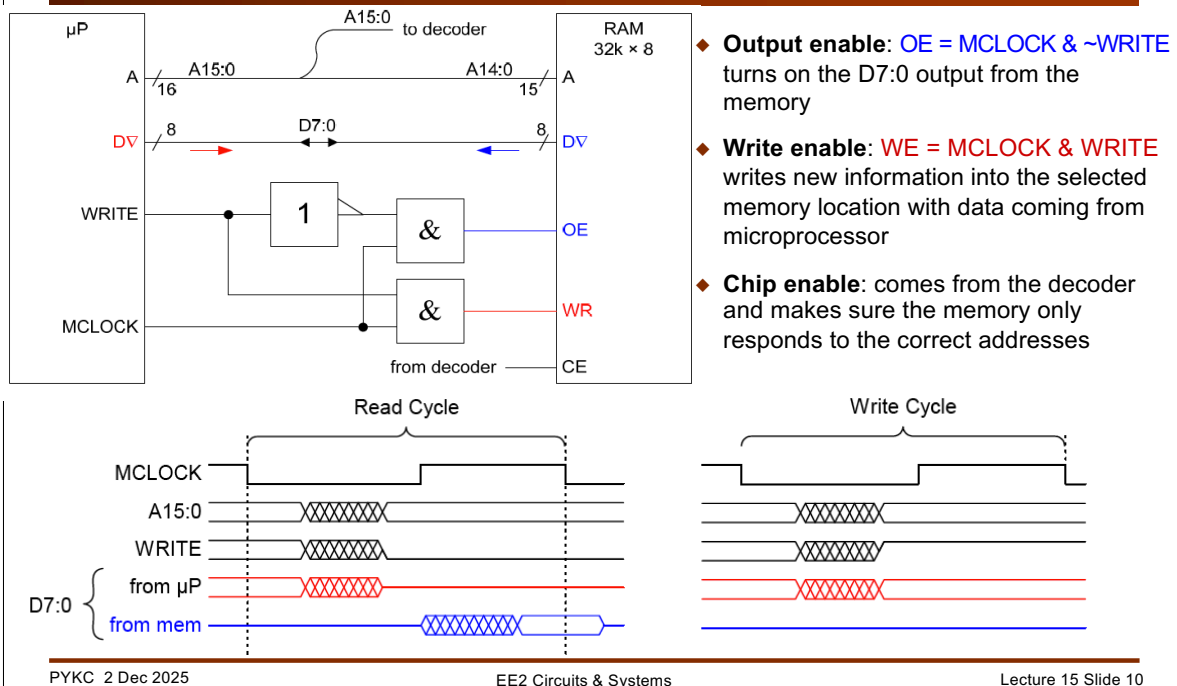 µP
A15:0
to decoder
RAM
32k × 8
A
A15:0
A14:0
A
16
15
D∇
8
D7:0
8
D∇
WRITE
1
&
OE
&
WR
MCLOCK
from decoder
CE
◆ Output enable: OE = MCLOCK & ~WRITE
turns on the D7:0 output from the
memory
◆ Write enable: WE = MCLOCK & WRITE
writes new information into the selected
memory location with data coming from
microprocessor
◆ Chip enable: comes from the decoder
and makes sure the memory only
responds to the correct addresses
Read Cycle
Write Cycle
MCLOCK
A15:0
WRITE
from µP
D7:0
from mem
PYKC 2 Dec 2025
EE2 Circuits & Systems
Lecture 15 Slide 10